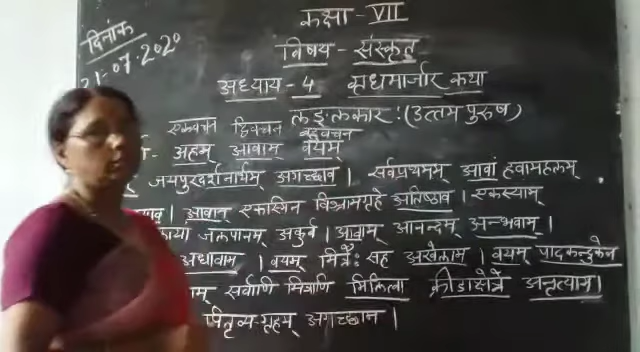 कक्षा - VII
दिनांक
21.07.2020
विषय - संस्कृत
अध्याय - 4 गृध्रमार्जार कथा
लङ्लकार : (उत्तम पुरुष)
एकवचन द्विवचन बहुवचन
अहम् आवाम् वयम्
जयपुरदर्शनार्थम् अगच्छाव । सर्वप्रथमम् आवां हवामहलम्
। आवाम् एकस्मिन विश्रामगृहे अतिष्ठाव । एकस्याम्
जलपानम् अकुर्व । आवाम् आनन्दम् अन्भवाम् ।
अधावाम । वयम् मित्रैः सह अखेलाम । वयम् पादकन्दुकेन
सर्वाणि मित्राणि मिलित्वा क्रीडाक्षेत्रे अनृत्याम ।
पितृव्य-गृहम् अगच्छाव ।